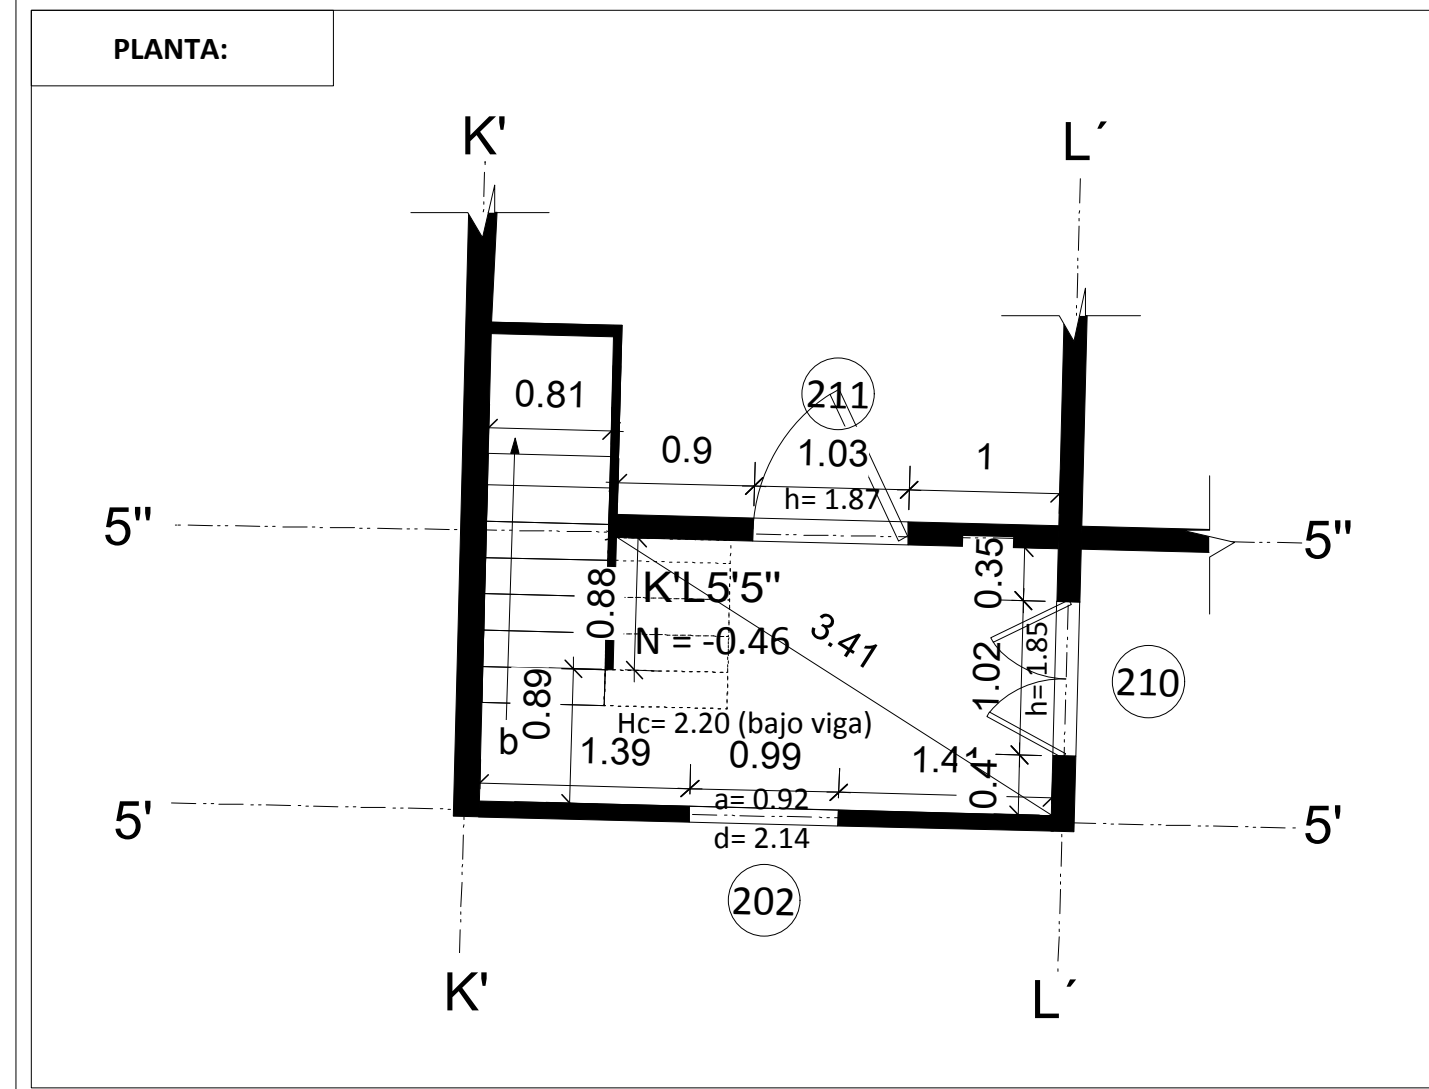 PLANTA:
K'
L´
211
0.81
0.9
1.03
1
h= 1.87
5"
5"
0.35
0.88
K'L5'5"
N = -0.46
3.41
1.02
h= 1.85
210
0.89
b
Hc= 2.20 (bajo viga)
1.39
0.99
1.41
0.4
a= 0.92
5'
5'
d= 2.14
202
K'
L´